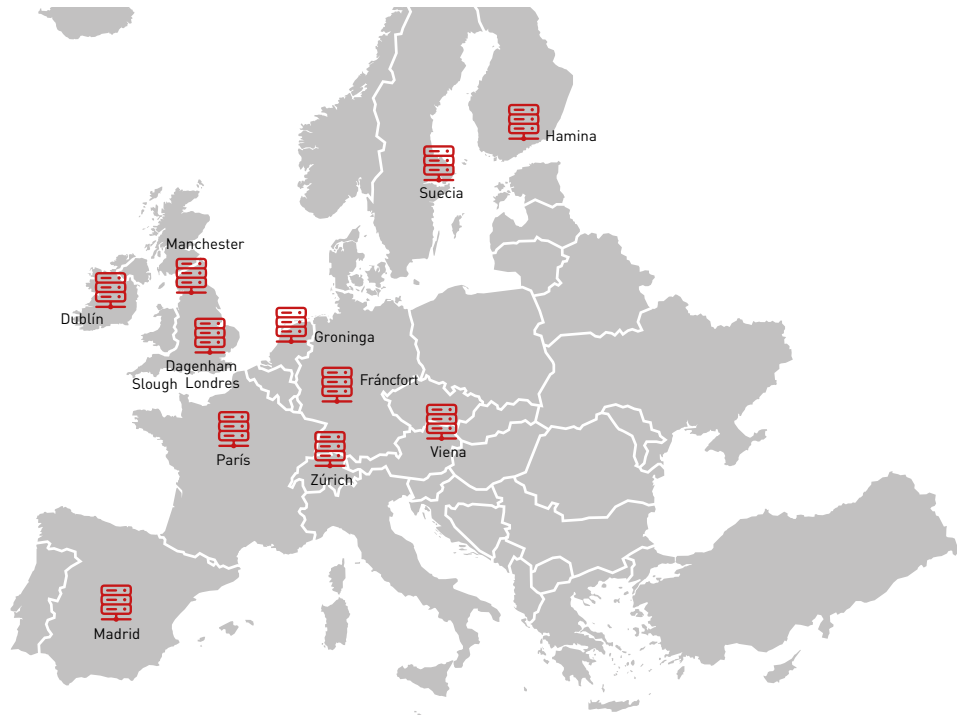 Hamina
Suecia
Manchester
Dublín
Groninga
Dagenham
Slough Londres
Fráncfort
París
Viena
Zúrich
Madrid